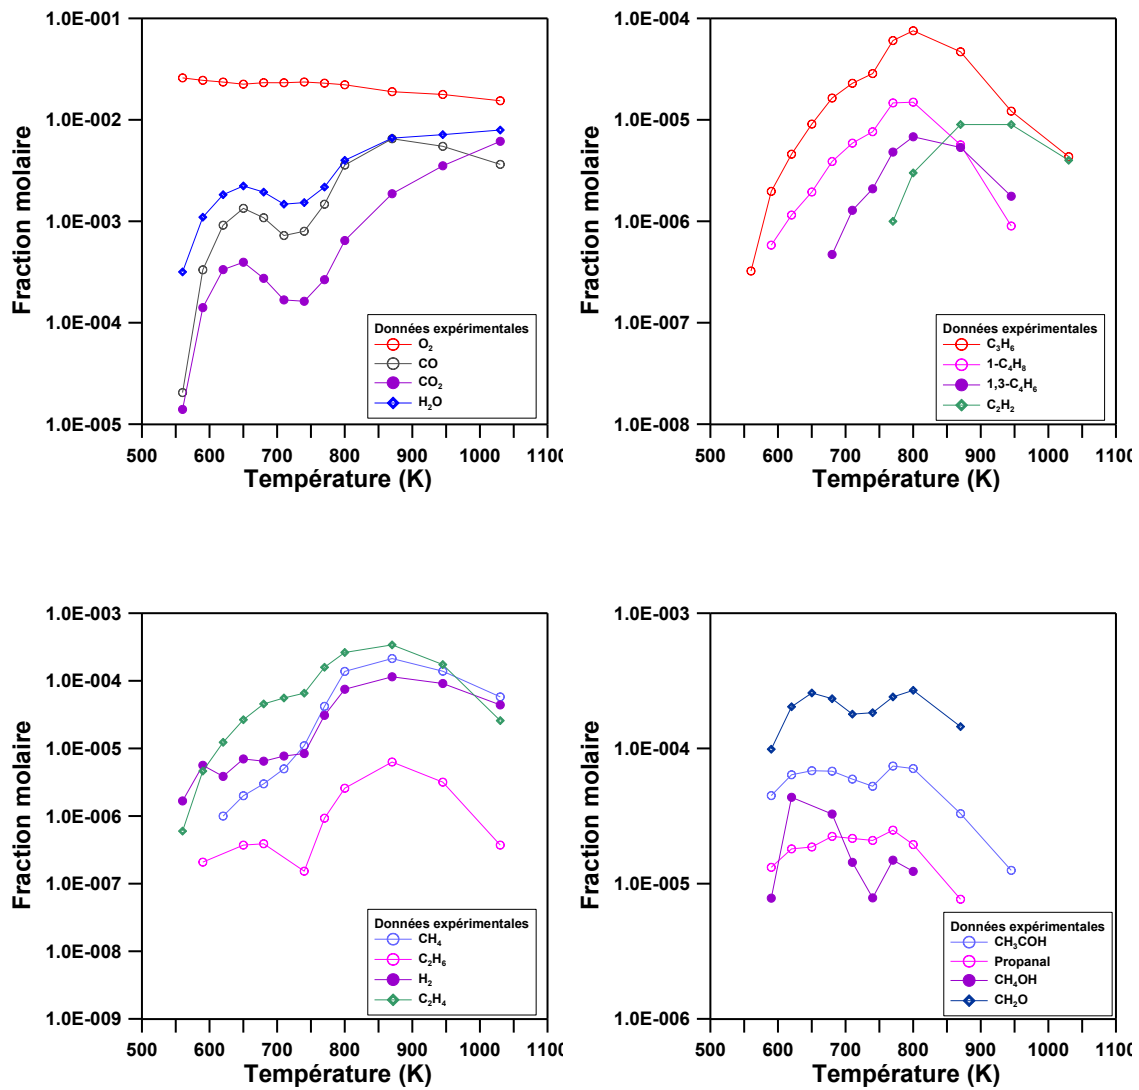 1.0E-001
1.0E-002
1.0E-003
1.0E-004
1.0E-005
Fraction molaire
Données expérimentales
O₂
CO
CO₂
H₂O
500 600 700 800 900 1000 1100
Température (K)
1.0E-004
1.0E-005
1.0E-006
1.0E-007
1.0E-008
Fraction molaire
Données expérimentales
C₃H₆
1-C₄H₈
1,3-C₄H₆
C₂H₂
500 600 700 800 900 1000 1100
Température (K)
1.0E-003
1.0E-004
1.0E-005
1.0E-006
1.0E-007
1.0E-008
1.0E-009
Fraction molaire
Données expérimentales
CH₄
C₂H₆
H₂
C₂H₄
500 600 700 800 900 1000 1100
Température (K)
1.0E-003
1.0E-004
1.0E-005
1.0E-006
Fraction molaire
Données expérimentales
CH₃COH
Propanal
CH₄OH
CH₂O
500 600 700 800 900 1000 1100
Température (K)